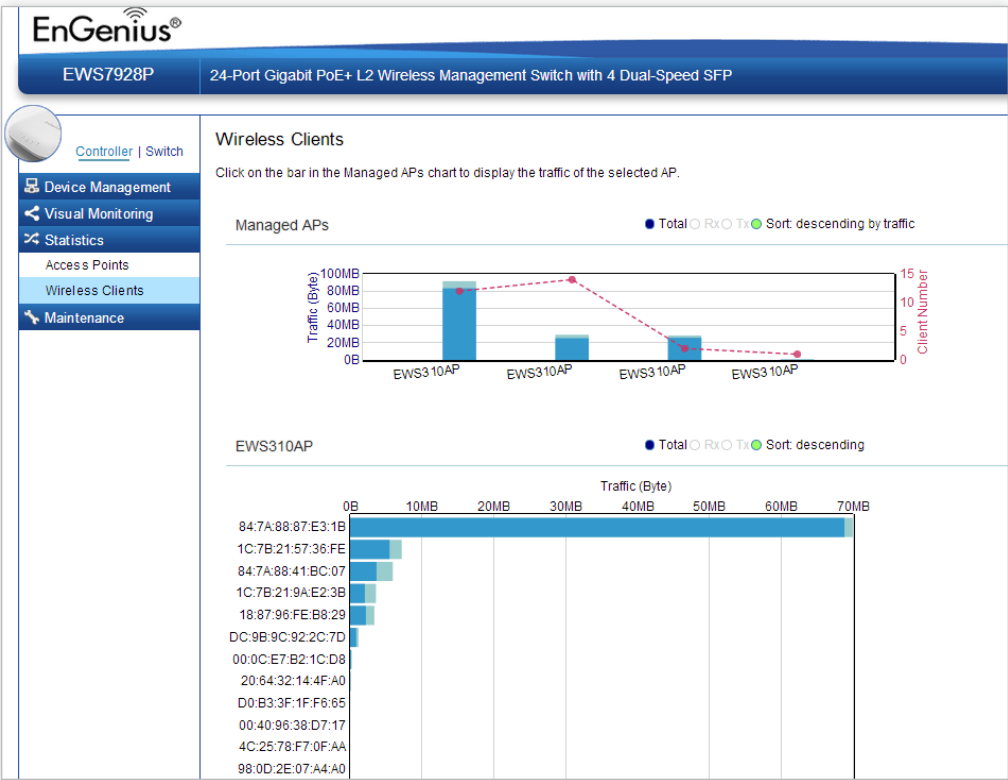 EnGenius®
EWS7928P
24-Port Gigabit PoE+ L2 Wireless Management Switch with 4 Dual-Speed SFP
Controller | Switch
Device Management
Visual Monitoring
Statistics
Access Points
Wireless Clients
Maintenance
Wireless Clients
Click on the bar in the Managed APs chart to display the traffic of the selected AP.
Managed APs
Total Rx Tx Sort: descending by traffic
Traffic (Byte)
100MB
80MB
60MB
40MB
20MB
0B
15
10
5
0
Client Number
EWS310AP EWS310AP EWS310AP EWS310AP
EWS310AP
Total Rx Tx Sort: descending
Traffic (Byte)
0B 10MB 20MB 30MB 40MB 50MB 60MB 70MB
84:7A:88:87:E3:1B
1C:7B:21:57:36:FE
84:7A:88:41:BC:07
1C:7B:21:9A:E2:3B
18:87:96:FE:B8:29
DC:9B:9C:92:2C:7D
00:0C:E7:B2:1C:D8
20:64:32:14:4F:A0
D0:B3:3F:1F:F6:65
00:40:96:38:D7:17
4C:25:78:F7:0F:AA
98:0D:2E:07:A4:A0